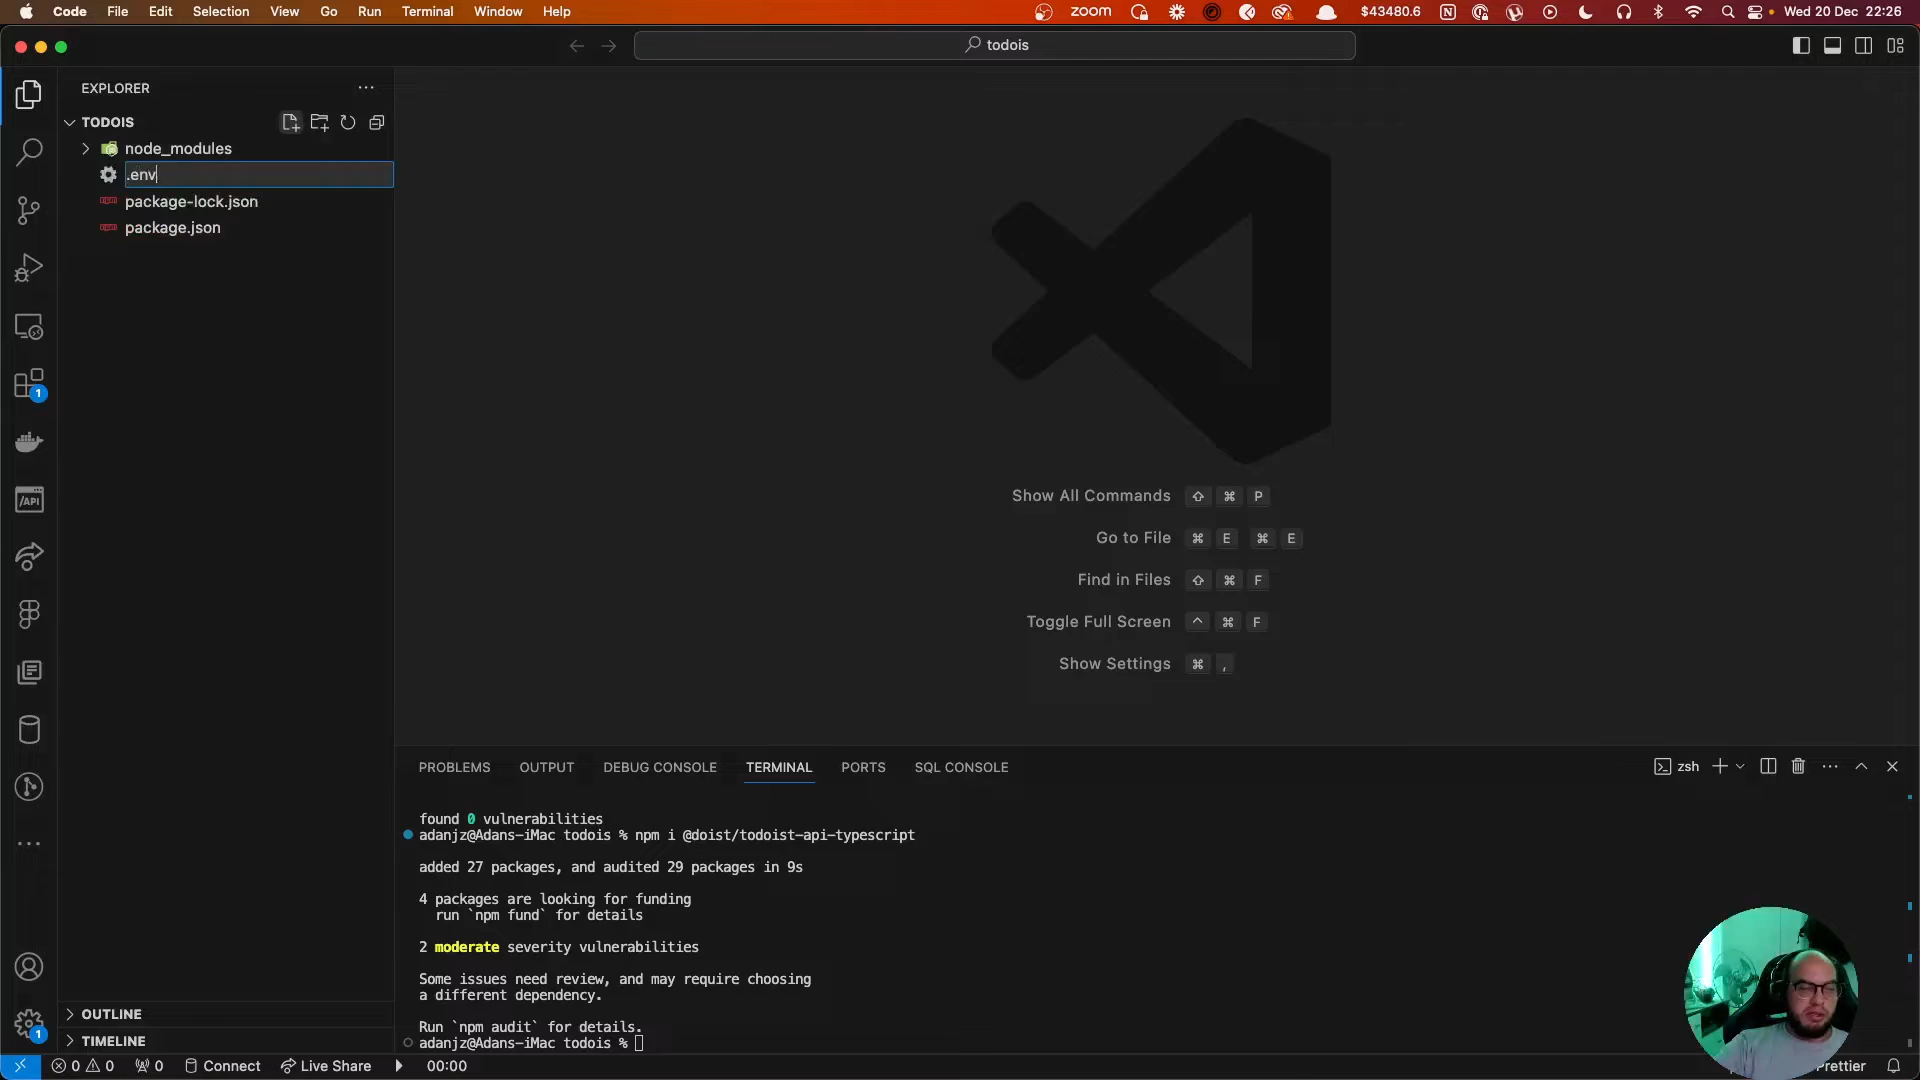 Code File Edit Selection View Go Run Terminal Window Help
zoom
$43480.6
Wed 20 Dec 22:26
todois
EXPLORER
TODOIS
node_modules
.env
package-lock.json
package.json
1
/API
Show All Commands ⇧ ⌘ P
Go to File ⌘ E ⌘ E
Find in Files ⇧ ⌘ F
Toggle Full Screen ^ ⌘ F
Show Settings ⌘ ,
PROBLEMS OUTPUT DEBUG CONSOLE TERMINAL PORTS SQL CONSOLE
zsh
found 0 vulnerabilities
adanjz@Adans-iMac todois % npm i @doist/todoist-api-typescript
added 27 packages, and audited 29 packages in 9s
4 packages are looking for funding
run `npm fund` for details
2 moderate severity vulnerabilities
Some issues need review, and may require choosing
a different dependency.
Run `npm audit` for details.
adanjz@Adans-iMac todois %
OUTLINE
TIMELINE
1
0 0 0 Connect Live Share 00:00
Prettier